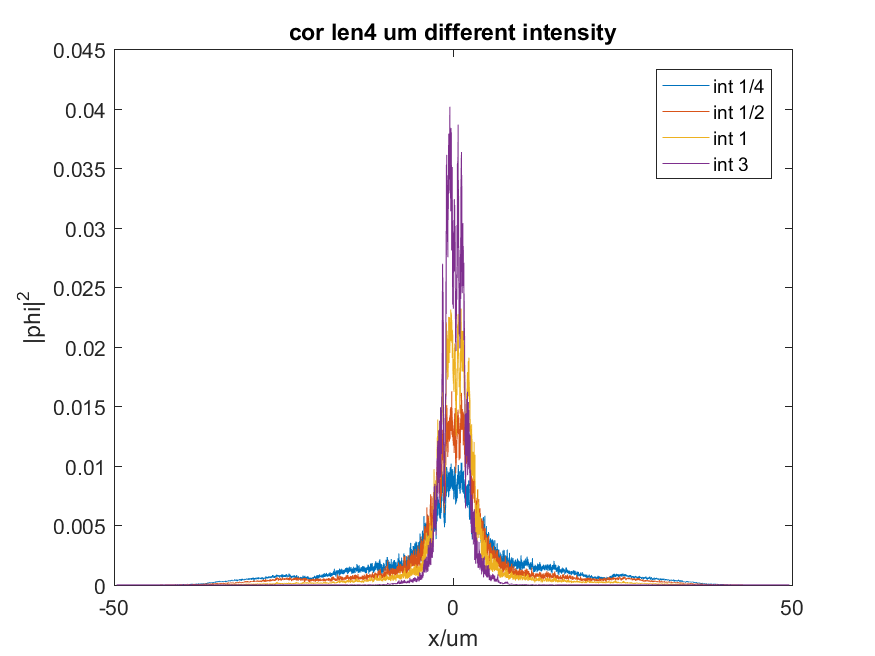 cor len4 um different intensity
0.045
0.04
0.035
0.03
0.025
0.02
0.015
0.01
0.005
0
|phi|²
int 1/4
int 1/2
int 1
int 3
-50
0
50
x/um